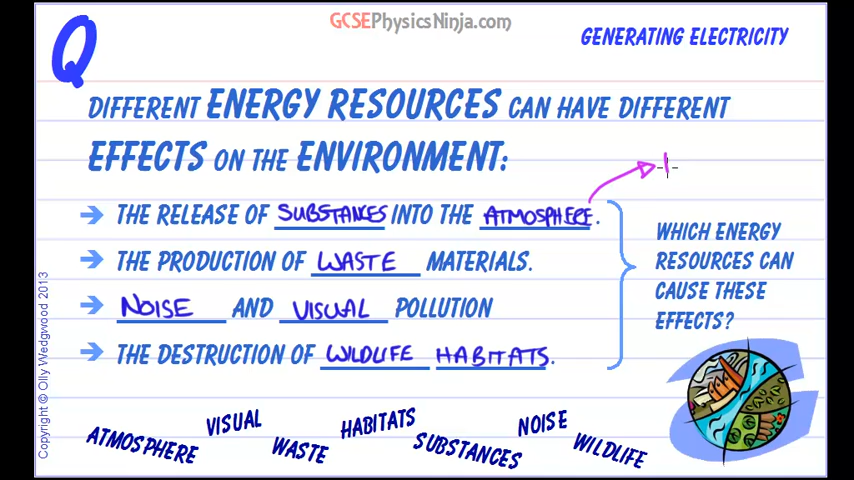 GCSEPhysicsNinja.com
GENERATING ELECTRICITY
Q
DIFFERENT ENERGY RESOURCES CAN HAVE DIFFERENT
EFFECTS ON THE ENVIRONMENT:
→ THE RELEASE OF SUBSTANCES INTO THE ATMOSPHERE.
→ THE PRODUCTION OF WASTE MATERIALS.
→ NOISE AND VISUAL POLLUTION
→ THE DESTRUCTION OF WILDLIFE HABITATS.
WHICH ENERGY
RESOURCES CAN
CAUSE THESE
EFFECTS?
ATMOSPHERE
VISUAL
WASTE
HABITATS
SUBSTANCES
NOISE
WILDLIFE
Copyright © Olly Wedgwood 2013